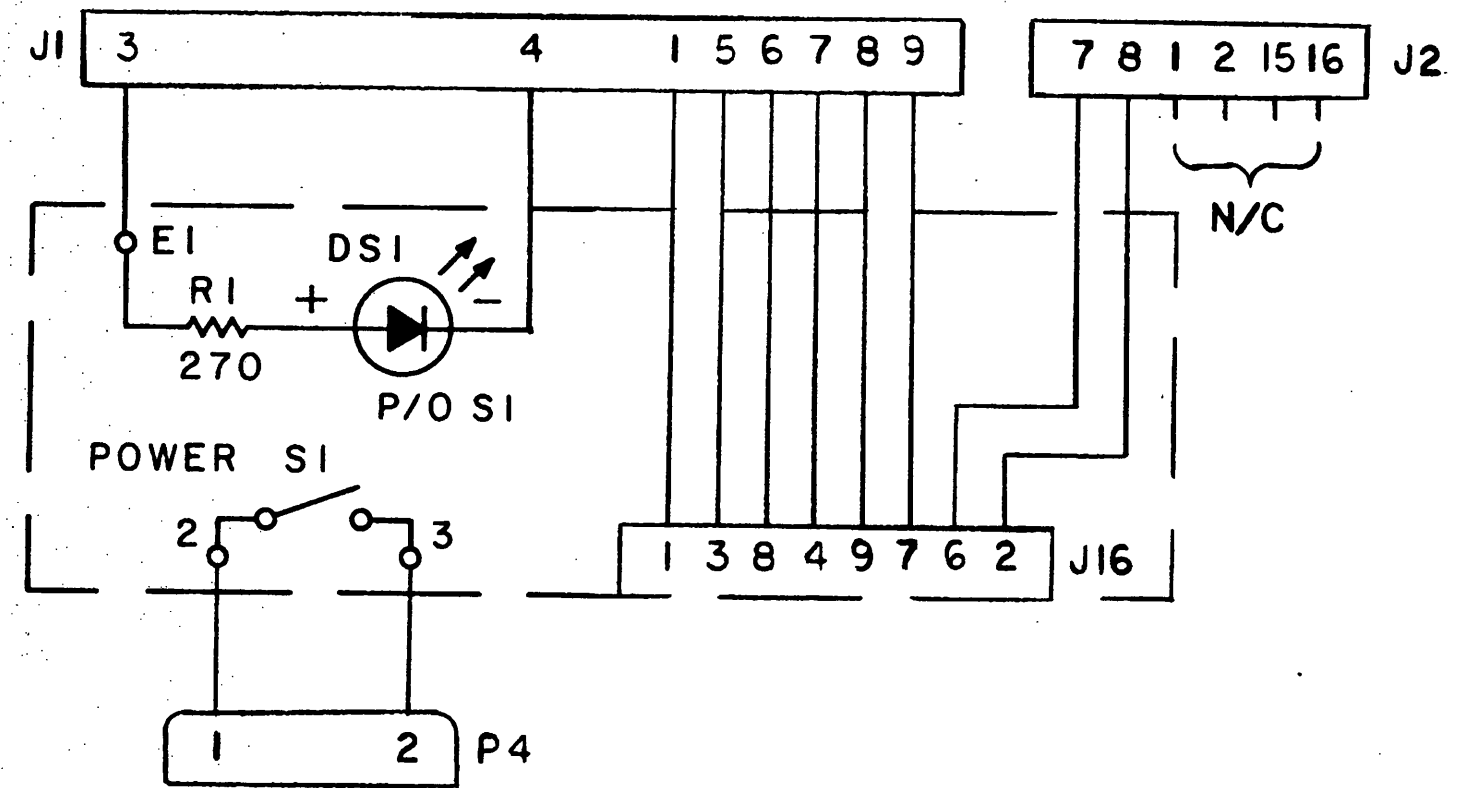 J1 3 4 1 5 6 7 8 9
7 8 1 2 15 16 J2
N/C
E1
DS1
R1 + -
270
P/O S1
POWER S1
2 3
1 3 8 4 9 7 6 2 J16
1 2 P4